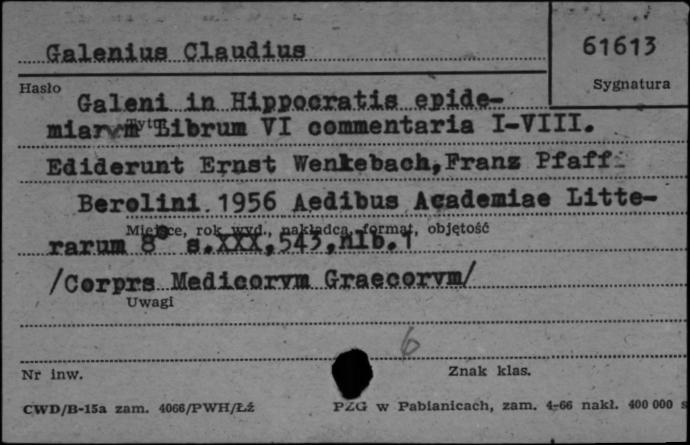 Galenius Claudius
61613
Hasło
Sygnatura
Galeni in Hippocratis epide-
miarvm Librum VI commentaria I-VIII.
Tytuł
Ediderunt Ernst Wenkebach, Franz Pfaff
Berolini 1956 Aedibus Academiae Litte-
Miejsce, rok wyd., nakładca, format, objętość
rarum 8° s.XXX,543,nlb.1
/Corprs Medicorvm Graecorvm/
Uwagi
6
Nr inw.
Znak klas.
CWD/B-15a zam. 4066/PWH/Łź
PZG w Pabianicach, zam. 4-66 nakł. 400 000 s